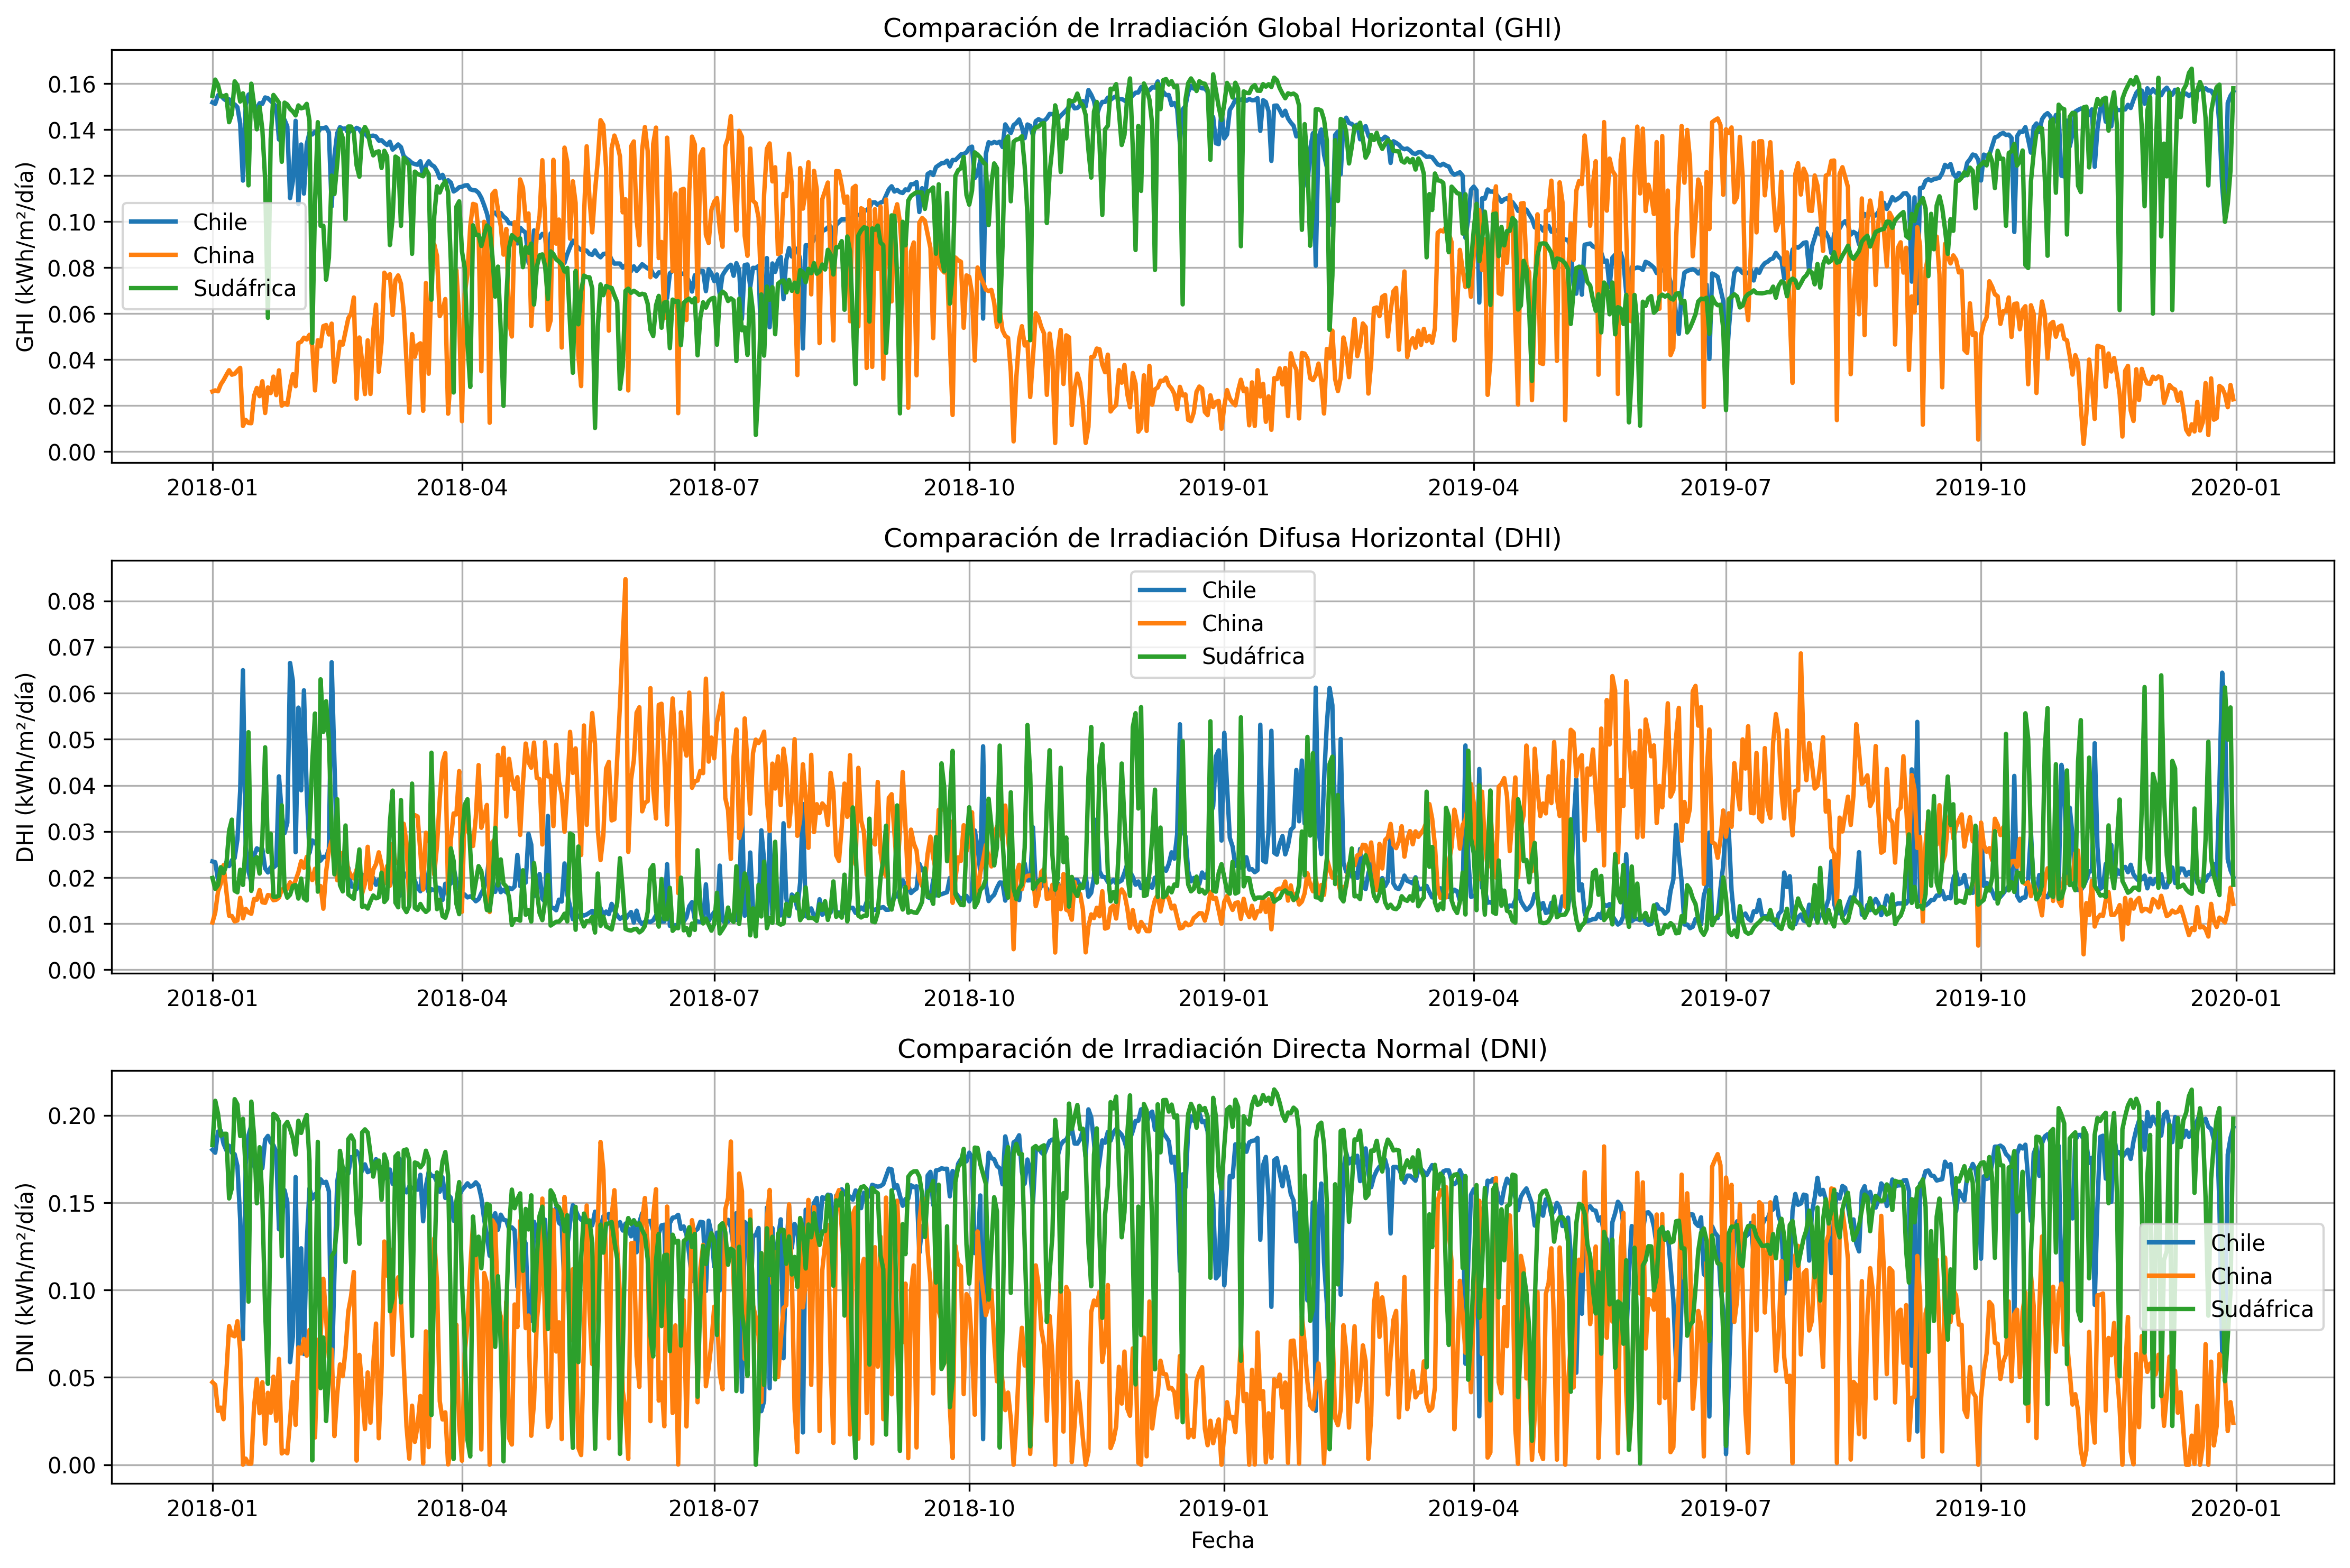 Comparación de Irradiación Global Horizontal (GHI)
GHI (kWh/m²/día)
0.16
0.14
0.12
0.10
0.08
0.06
0.04
0.02
0.00
Chile
China
Sudáfrica
2018-01 2018-04 2018-07 2018-10 2019-01 2019-04 2019-07 2019-10 2020-01
Comparación de Irradiación Difusa Horizontal (DHI)
DHI (kWh/m²/día)
0.08
0.07
0.06
0.05
0.04
0.03
0.02
0.01
0.00
Chile
China
Sudáfrica
2018-01 2018-04 2018-07 2018-10 2019-01 2019-04 2019-07 2019-10 2020-01
Comparación de Irradiación Directa Normal (DNI)
DNI (kWh/m²/día)
0.20
0.15
0.10
0.05
0.00
Chile
China
Sudáfrica
2018-01 2018-04 2018-07 2018-10 2019-01 2019-04 2019-07 2019-10 2020-01
Fecha